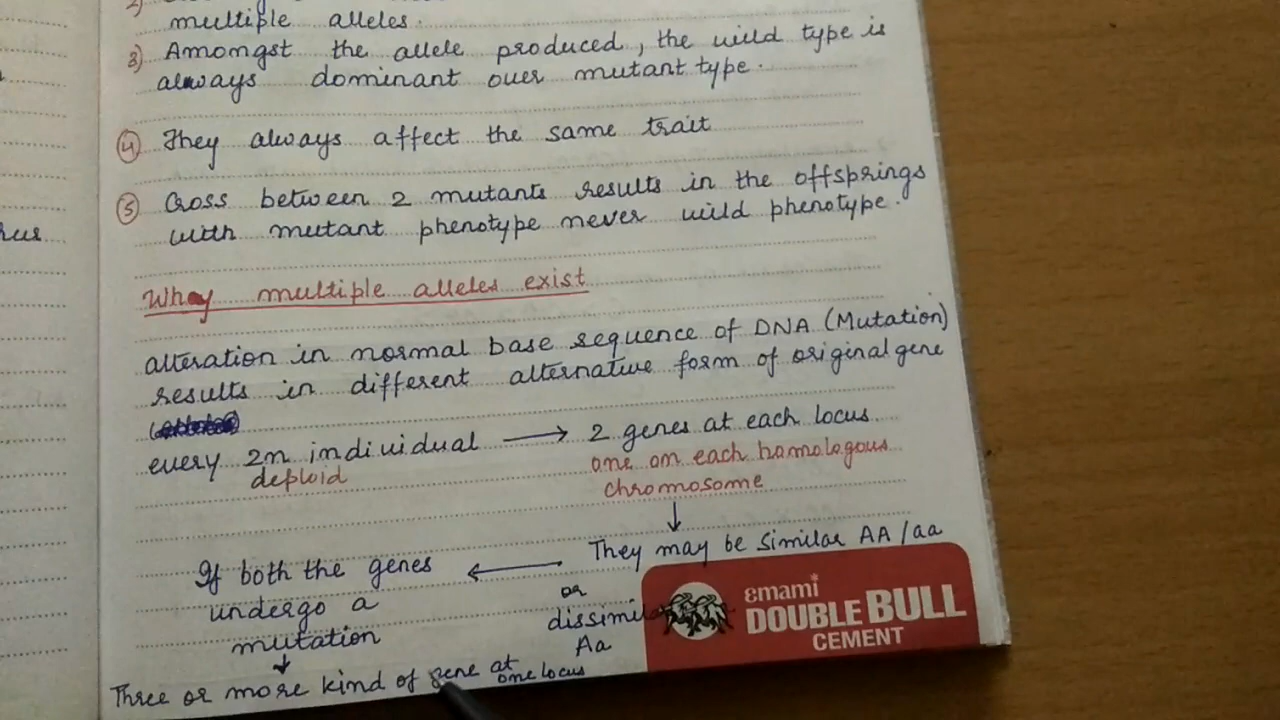 2)
multiple alleles.
3) Amongst the allele produced, the wild type is
always dominant over mutant type.
4 They always affect the same trait
5 Cross between 2 mutants results in the offsprings
with mutant phenotype never wild phenotype.
Whay multiple alleles exist
alteration in normal base sequence of DNA (Mutation)
results in different alternative form of original gene
every 2n individual → 2 genes at each locus
deploid
one on each homologous
chromosome
↓
They may be similar AA/aa
or
dissimila
Aa
←
If both the genes
undergo a
mutation
↓
Three or more kind of gene at
one locus
emami
DOUBLE BULL
CEMENT